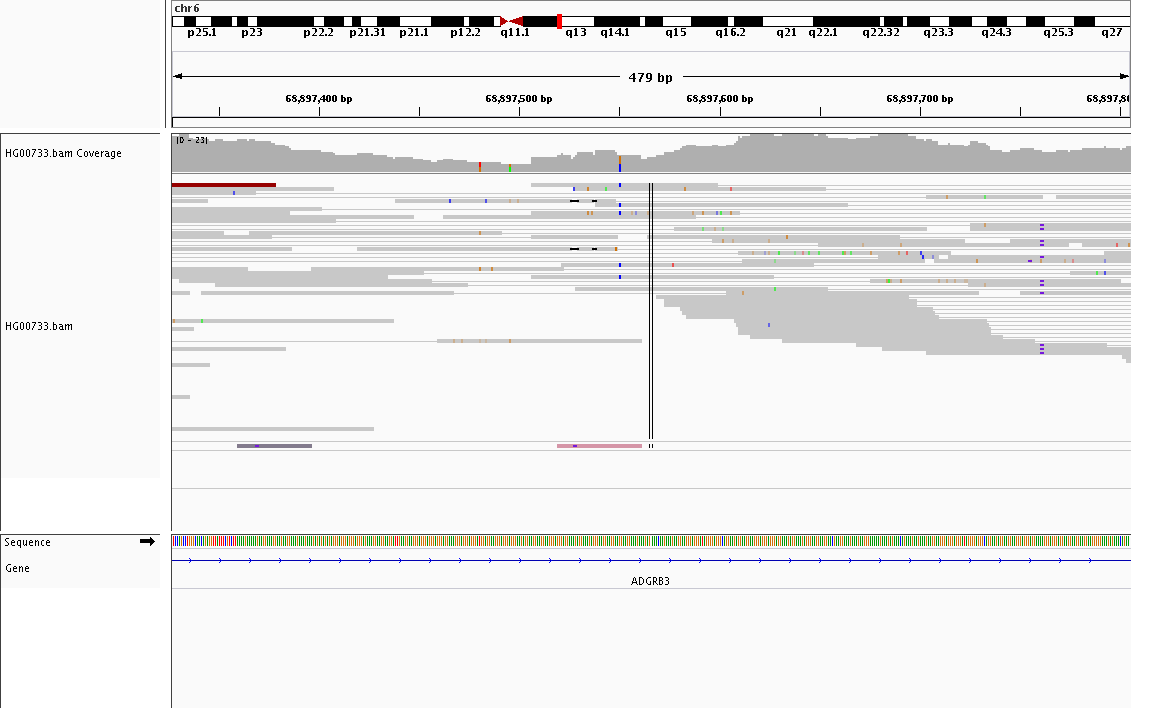 chr6
p25.1 p23 p22.2 p21.31 p21.1 p12.2 q11.1 q13 q14.1 q15 q16.2 q21 q22.1 q22.32 q23.3 q24.3 q25.3 q27
479 bp
68,897,400 bp 68,897,500 bp 68,897,600 bp 68,897,700 bp 68,897,80
[0 - 23]
HG00733.bam Coverage
HG00733.bam
Sequence
Gene
ADGRB3